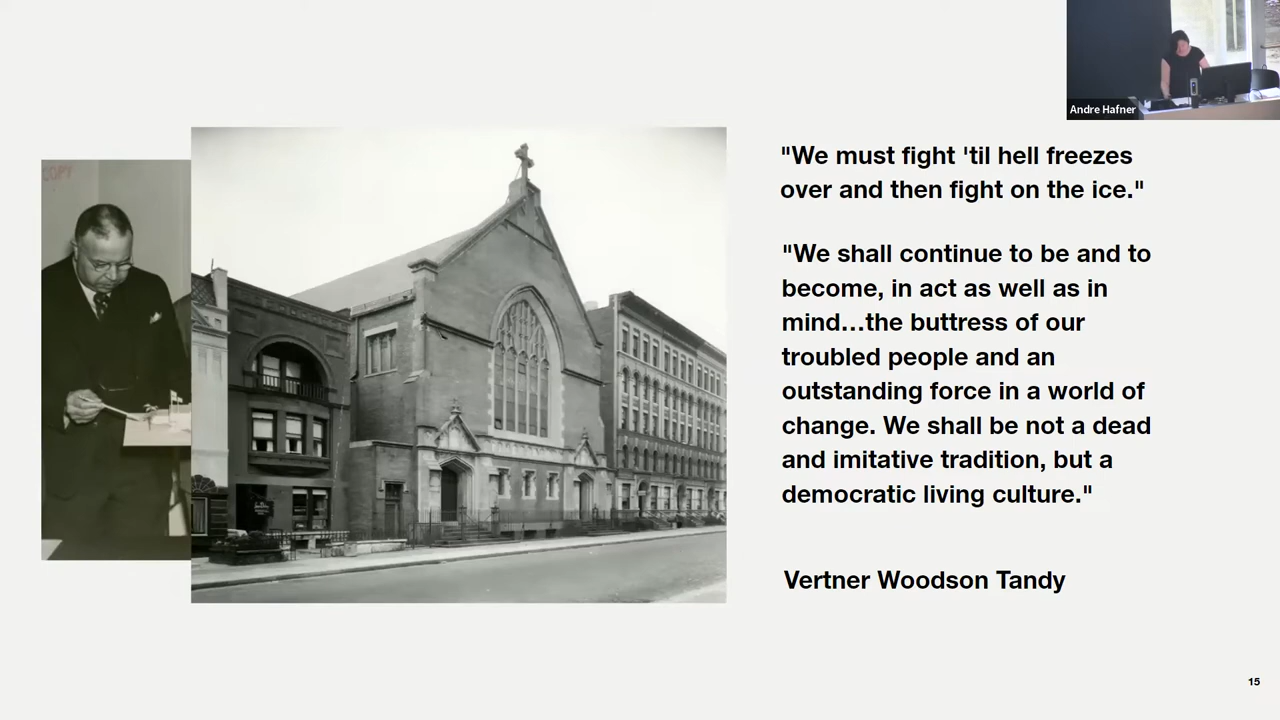 Andre Hafner
COPY
"We must fight 'til hell freezes
over and then fight on the ice."
"We shall continue to be and to
become, in act as well as in
mind...the buttress of our
troubled people and an
outstanding force in a world of
change. We shall be not a dead
and imitative tradition, but a
democratic living culture."
Vertner Woodson Tandy
15